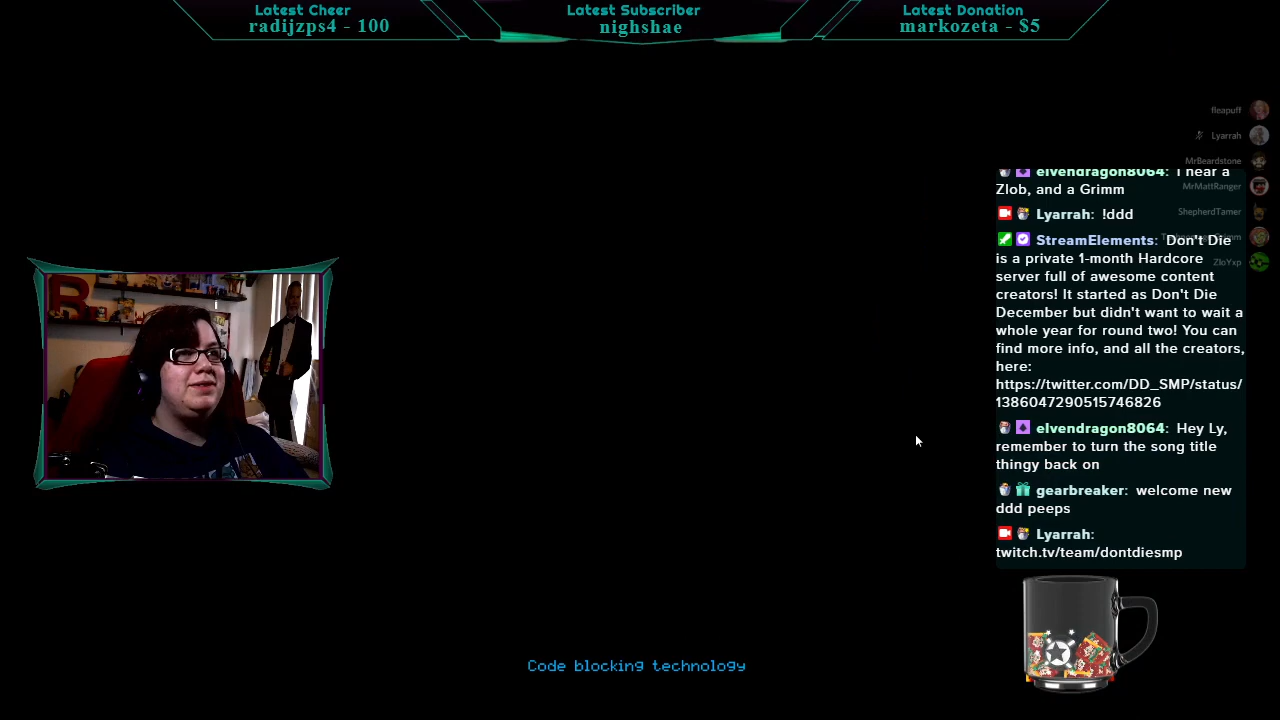 Latest Cheer
radijzps4 - 100
Latest Subscriber
nighshae
Latest Donation
markozeta - $5
fleapuff
Lyarrah
MrBeardstone
MrMattRanger
ShepherdTamer
ZloYxp
elvendragon8064: I hear a
Zlob, and a Grimm
Lyarrah: !ddd
StreamElements: Don't Die
is a private 1-month Hardcore
server full of awesome content
creators! It started as Don't Die
December but didn't want to wait a
whole year for round two! You can
find more info, and all the creators,
here:
https://twitter.com/DD_SMP/status/
1386047290515746826
elvendragon8064: Hey Ly,
remember to turn the song title
thingy back on
gearbreaker: welcome new
ddd peeps
Lyarrah:
twitch.tv/team/dontdiesmp
R
Code blocking technology